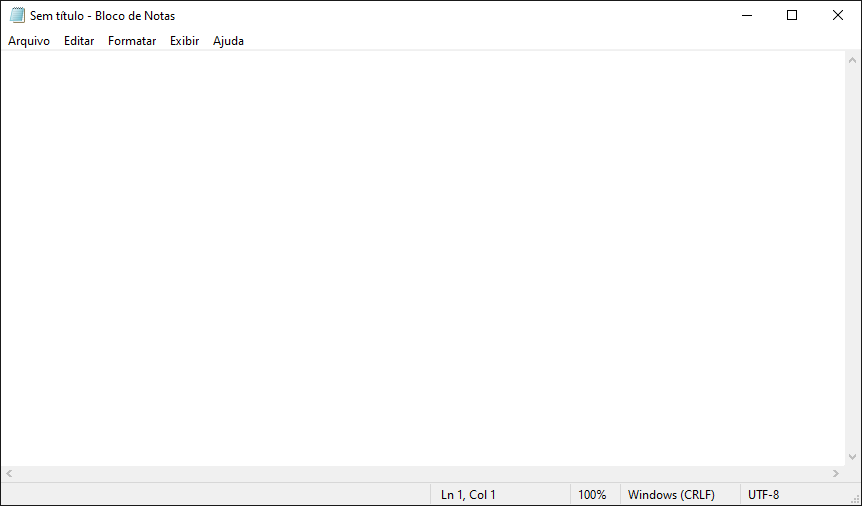 Sem título - Bloco de Notas
Arquivo Editar Formatar Exibir Ajuda
Ln 1, Col 1 100% Windows (CRLF) UTF-8